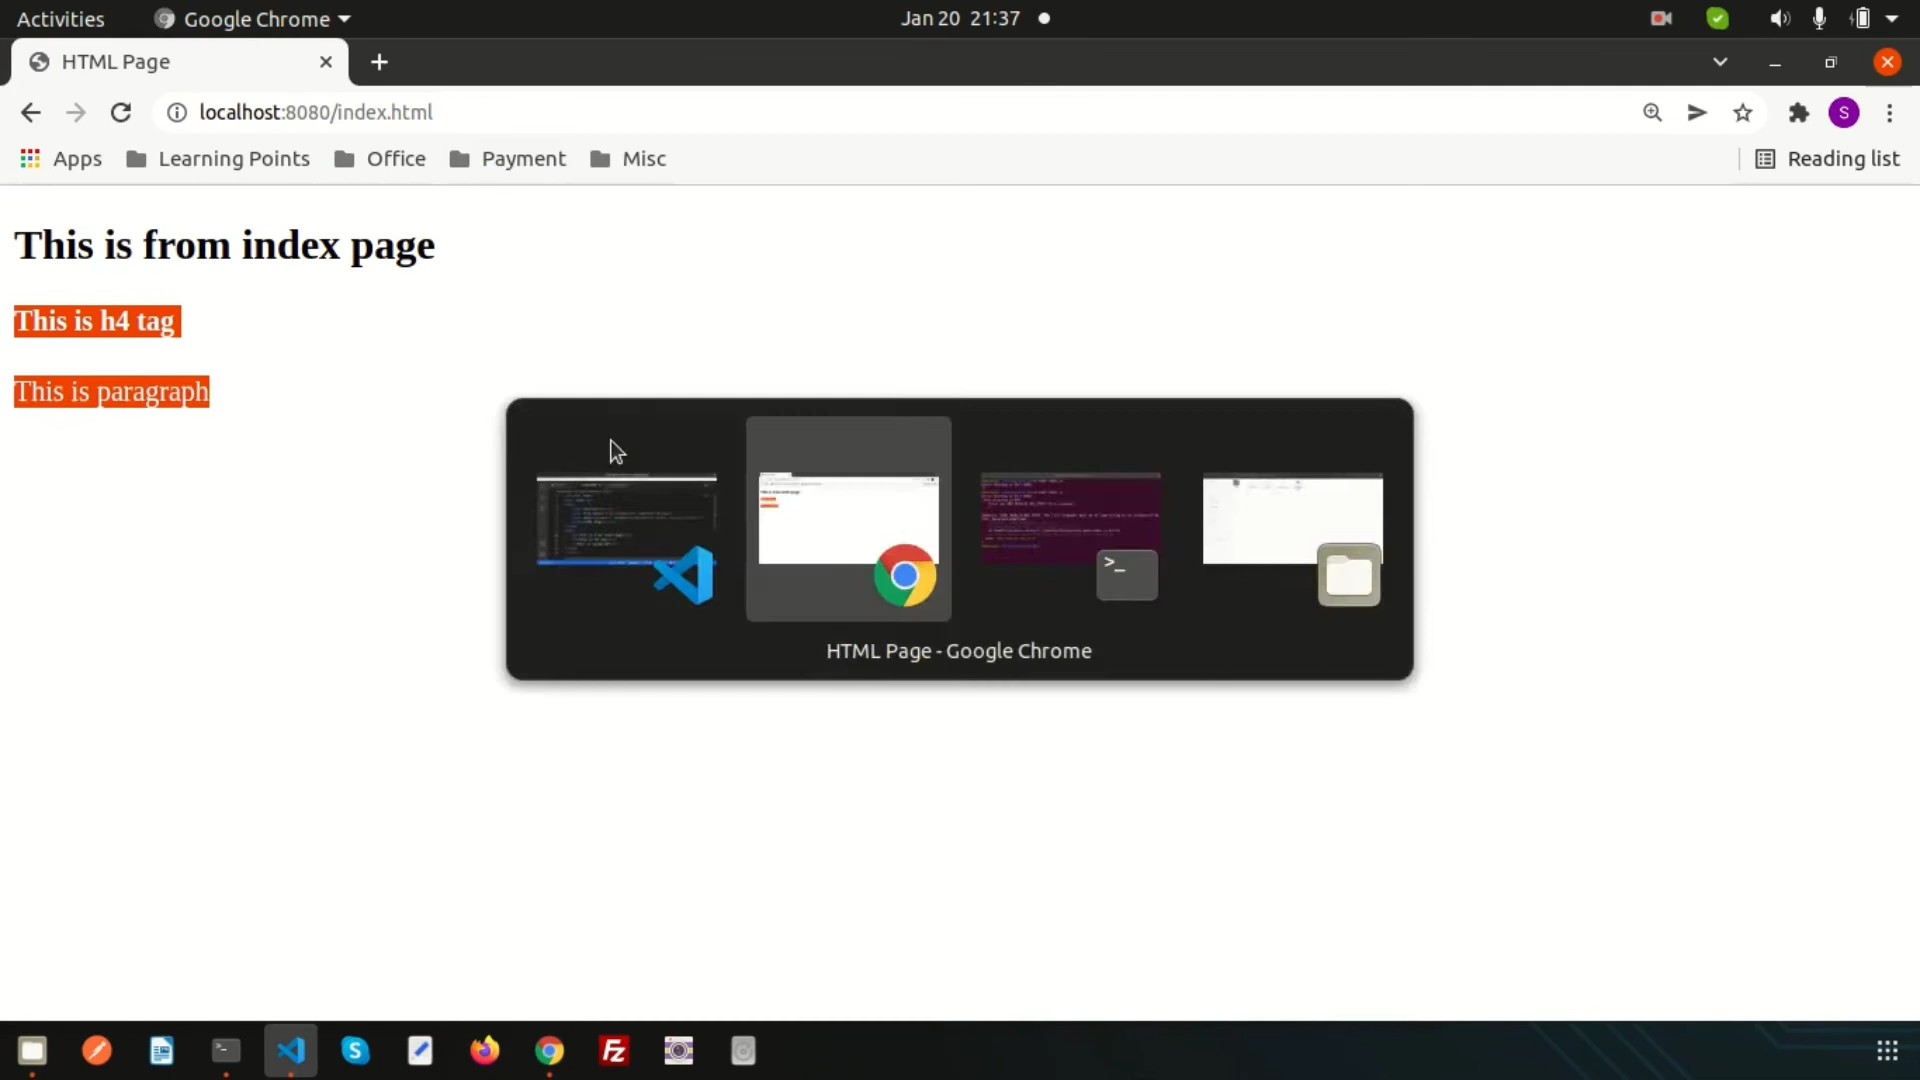 Activities Google Chrome Jan 20 21:37
HTML Page
localhost:8080/index.html S
Apps Learning Points Office Payment Misc Reading list
This is from index page
This is h4 tag
This is paragraph
>_
HTML Page - Google Chrome
>_ S Fz